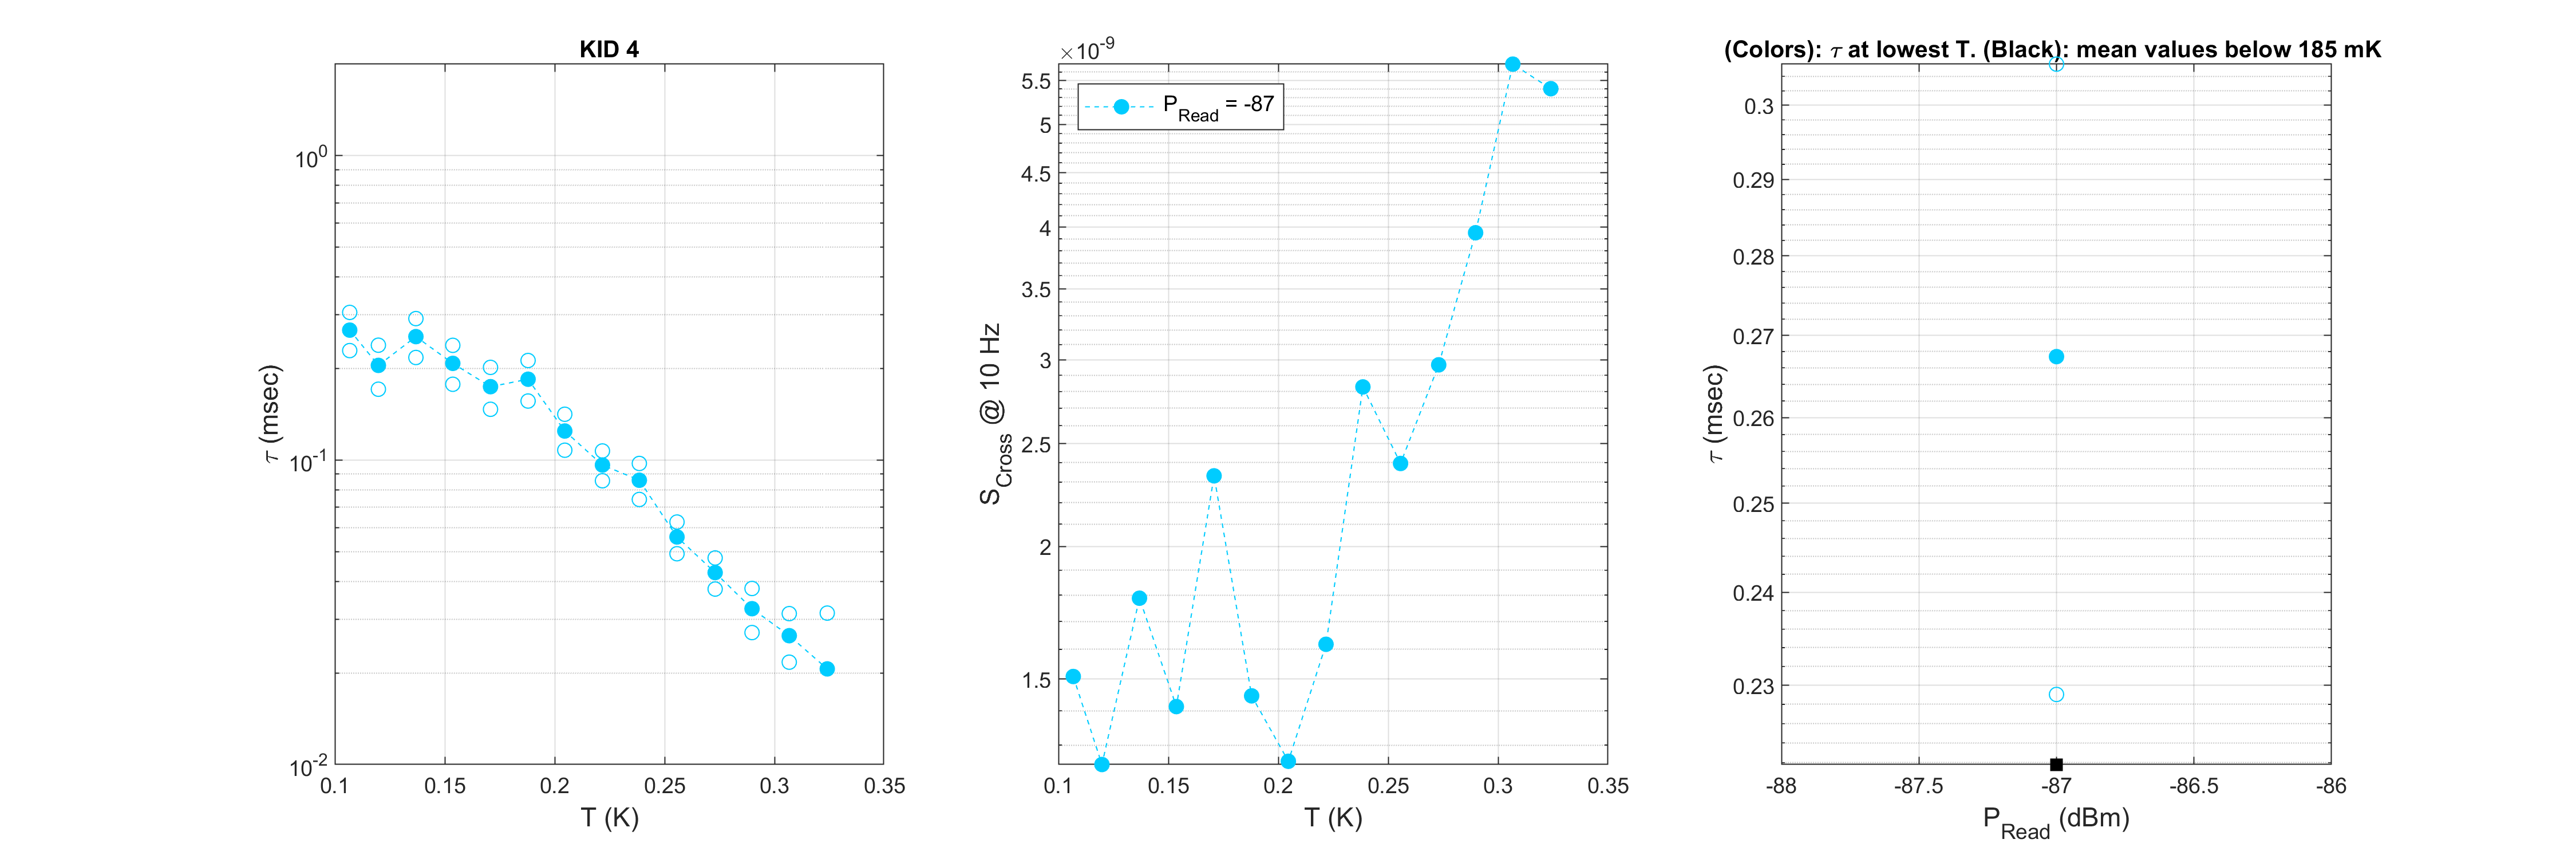 KID 4
10^0
10^-1
10^-2
τ (msec)
0.1 0.15 0.2 0.25 0.3 0.35
T (K)
×10^-9
P_Read = -87
5.5
5
4.5
4
3.5
3
2.5
2
1.5
S_Cross @ 10 Hz
0.1 0.15 0.2 0.25 0.3 0.35
T (K)
(Colors): τ at lowest T. (Black): mean values below 185 mK
0.3
0.29
0.28
0.27
0.26
0.25
0.24
0.23
τ (msec)
-88 -87.5 -87 -86.5 -86
P_Read (dBm)